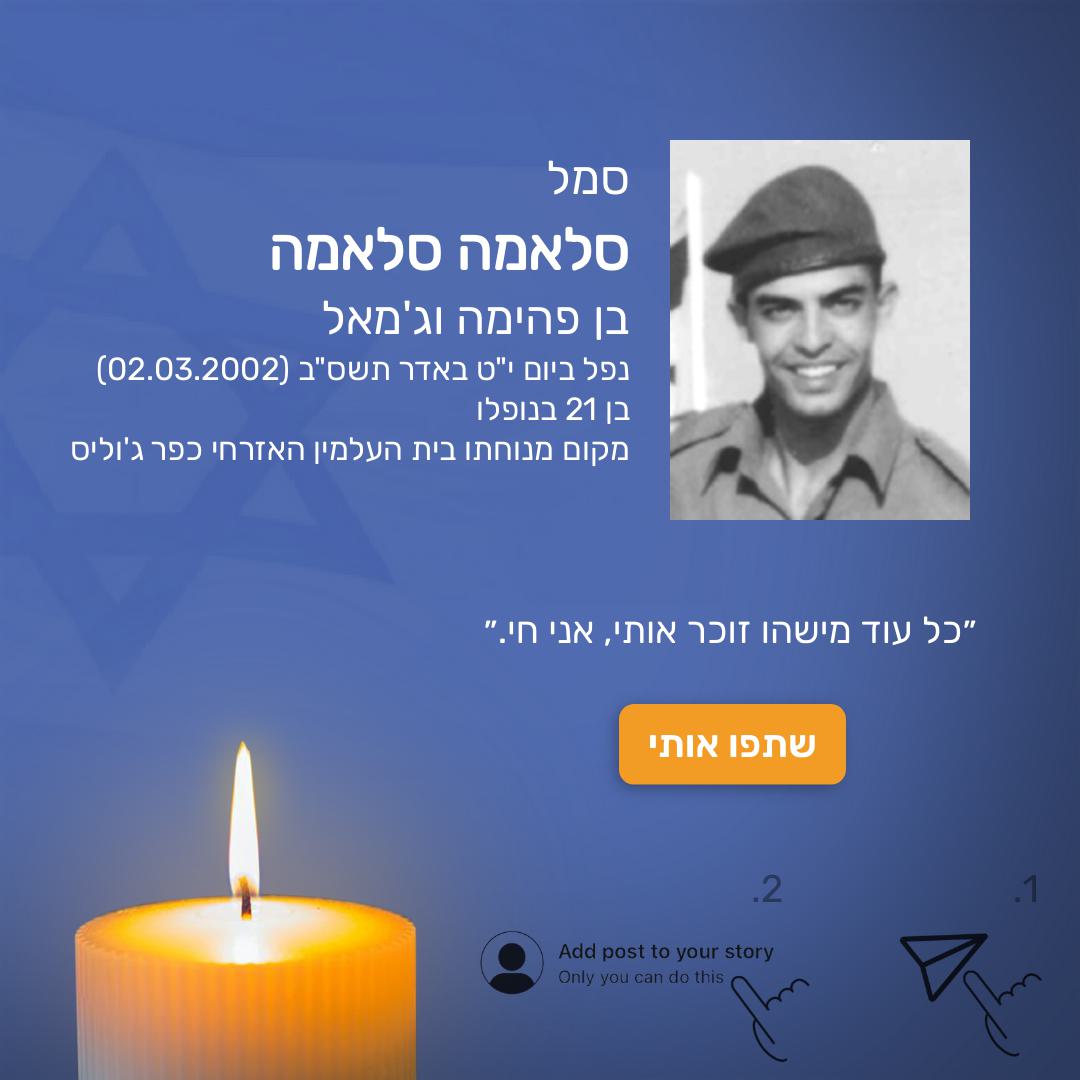 סמל
סלאמה סלאמה
בן פהימה וג'מאל
נפל ביום י"ט באדר תשס"ב (02.03.2002)
בן 21 בנופלו
מקום מנוחתו בית העלמין האזרחי כפר ג'וליס
״כל עוד מישהו זוכר אותי, אני חי.״
שתפו אותי
1.
2.
Add post to your story
Only you can do this